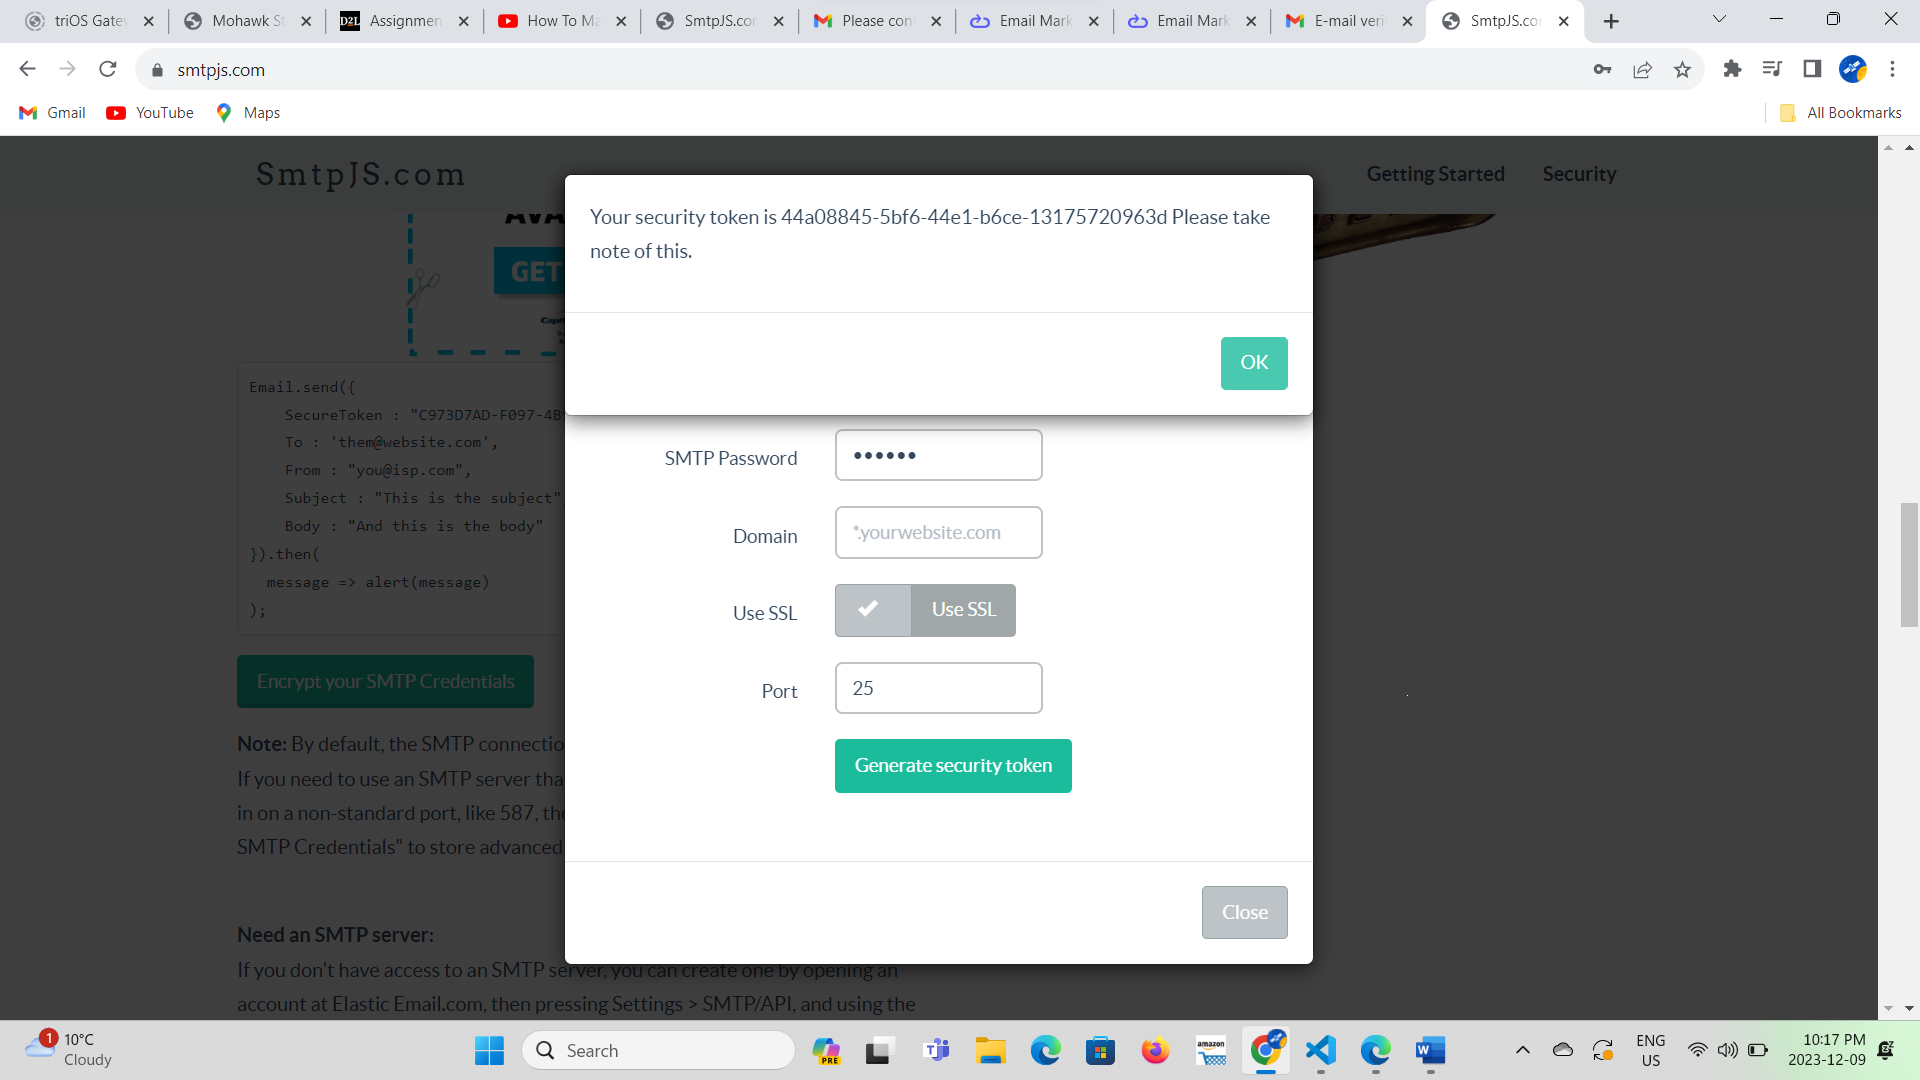 triOS Gatew
Mohawk St
D2L Assignmen
How To Ma
SmtpJS.com
Please conf
Email Mark
Email Mark
E-mail verif
SmtpJS.com
smtpjs.com
Gmail
YouTube
Maps
All Bookmarks
SmtpJS.com
Getting Started
Security
Your security token is 44a08845-5bf6-44e1-b6ce-13175720963d Please take
note of this.
OK
GET
Email.send({
SecureToken : "C973D7AD-F097-4B
To : 'them@website.com',
From : "you@isp.com",
Subject : "This is the subject"
Body : "And this is the body"
}).then(
message => alert(message)
);
SMTP Password
••••••
Domain
*.yourwebsite.com
Use SSL
Use SSL
Port
25
Generate security token
Close
Encrypt your SMTP Credentials
Note: By default, the SMTP connectio
If you need to use an SMTP server tha
in on a non-standard port, like 587, the
SMTP Credentials" to store advanced
Need an SMTP server:
If you don't have access to an SMTP server, you can create one by opening an
account at Elastic Email.com, then pressing Settings > SMTP/API, and using the
1
10°C
Cloudy
Search
PRE
amazon
ENG
US
10:17 PM
2023-12-09